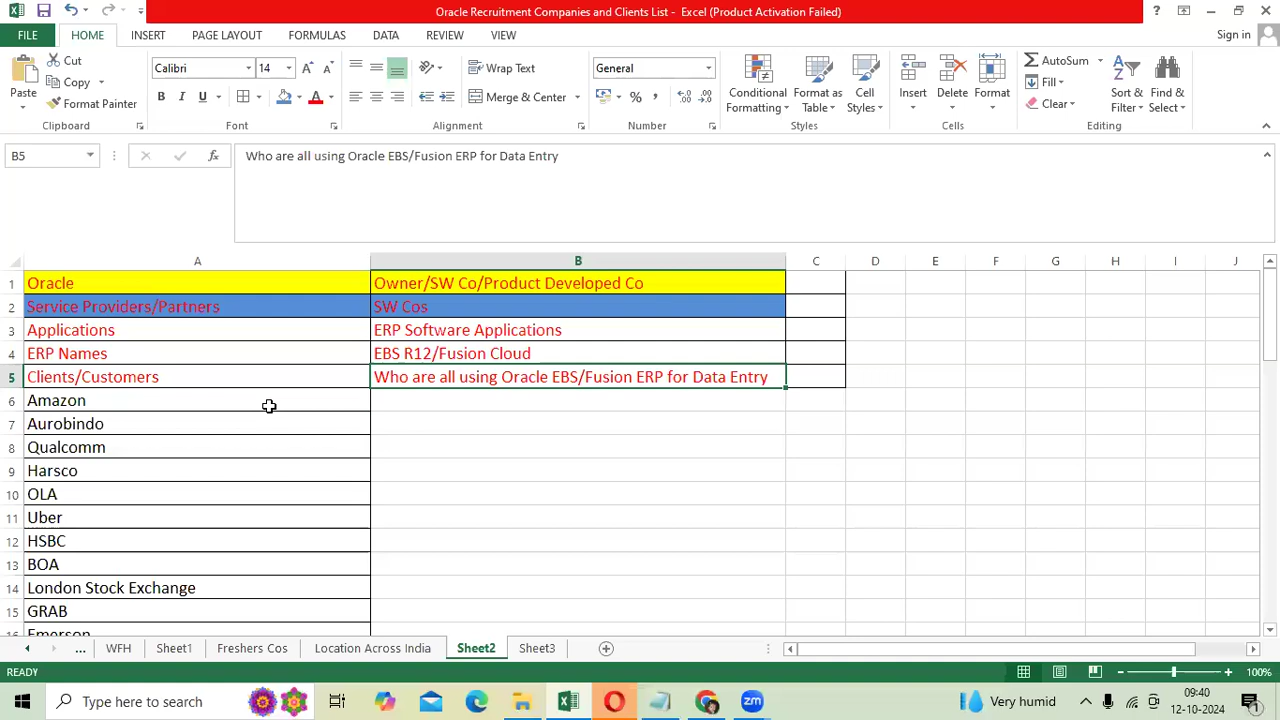 Oracle Recruitment Companies and Clients List - Excel (Product Activation Failed)
FILE HOME INSERT PAGE LAYOUT FORMULAS DATA REVIEW VIEW Sign in
Cut
Copy
Format Painter
Paste
Clipboard
Calibri 14
B I U
Font
Wrap Text
Merge & Center
Alignment
General
%
Number
Conditional Formatting
Format as Table
Cell Styles
Styles
Insert Delete Format
Cells
AutoSum
Fill
Clear
Sort & Filter
Find & Select
Editing
B5 fx Who are all using Oracle EBS/Fusion ERP for Data Entry
A B C D E F G H I J
1 Oracle Owner/SW Co/Product Developed Co
2 Service Providers/Partners SW Cos
3 Applications ERP Software Applications
4 ERP Names EBS R12/Fusion Cloud
5 Clients/Customers Who are all using Oracle EBS/Fusion ERP for Data Entry
6 Amazon
7 Aurobindo
8 Qualcomm
9 Harsco
10 OLA
11 Uber
12 HSBC
13 BOA
14 London Stock Exchange
15 GRAB
16 Emerson
... WFH Sheet1 Freshers Cos Location Across India Sheet2 Sheet3
READY 100%
Type here to search
Very humid
09:40
12-10-2024